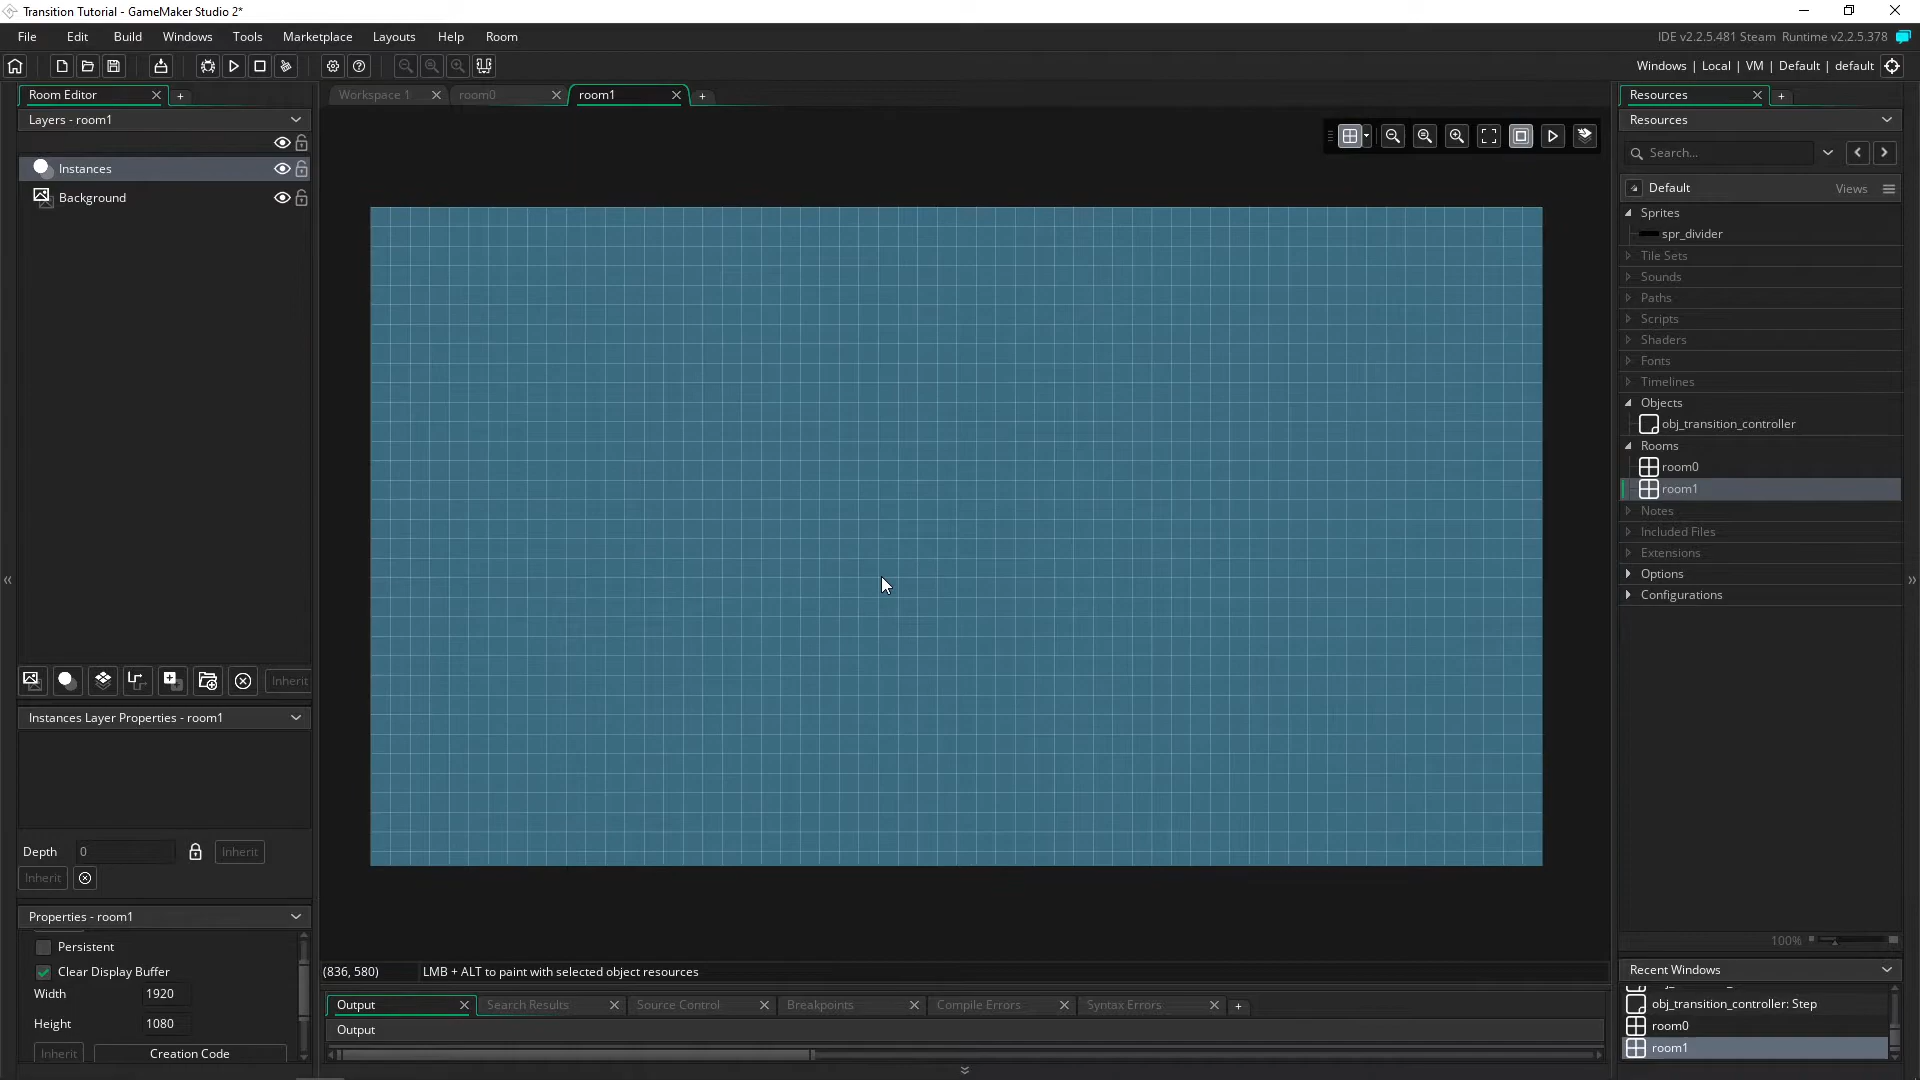 Transition Tutorial - GameMaker Studio 2*
File Edit Build Windows Tools Marketplace Layouts Help Room
IDE v2.2.5.481 Steam Runtime v2.2.5.378
Windows | Local | VM | Default | default
Room Editor
Workspace 1 room0 room1
Resources
Layers - room1
Resources
Search...
Instances
Background
Default Views
Sprites
spr_divider
Tile Sets
Sounds
Paths
Scripts
Shaders
Fonts
Timelines
Objects
obj_transition_controller
Rooms
room0
room1
Notes
Included Files
Extensions
Options
Configurations
Inherit
Instances Layer Properties - room1
Depth 0 Inherit
Inherit
Properties - room1
Persistent
Clear Display Buffer
Width 1920
Height 1080
Inherit Creation Code
100%
(836, 580) LMB + ALT to paint with selected object resources
Output Search Results Source Control Breakpoints Compile Errors Syntax Errors
Output
Recent Windows
obj_transition_controller: Step
room0
room1